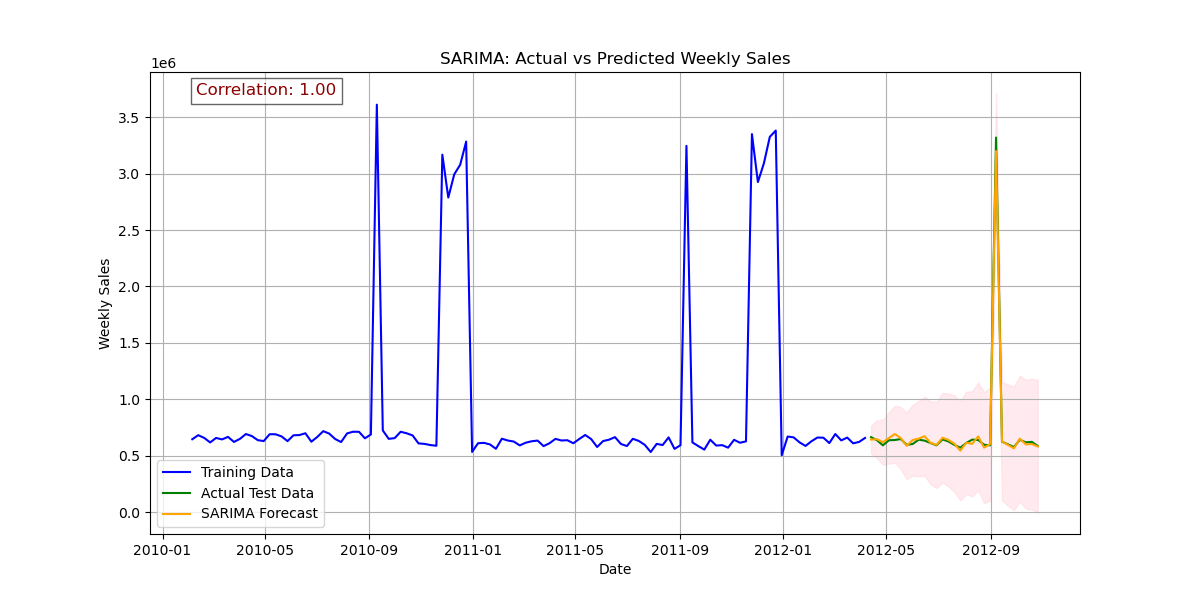 SARIMA: Actual vs Predicted Weekly Sales
1e6
Correlation: 1.00
3.5
3.0
2.5
2.0
1.5
1.0
0.5
0.0
Weekly Sales
Training Data
Actual Test Data
SARIMA Forecast
2010-01 2010-05 2010-09 2011-01 2011-05 2011-09 2012-01 2012-05 2012-09
Date